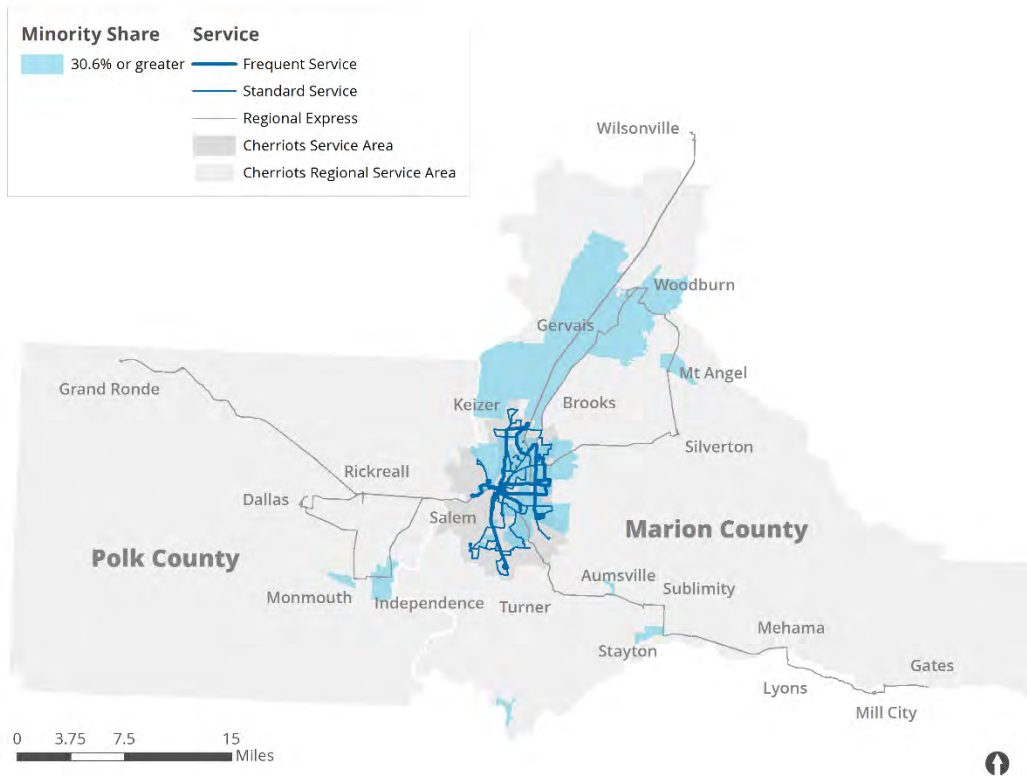 Minority Share
30.6% or greater
Service
Frequent Service
Standard Service
Regional Express
Cherriots Service Area
Cherriots Regional Service Area
Wilsonville
Woodburn
Gervais
Mt Angel
Grand Ronde
Keizer
Brooks
Silverton
Rickreall
Dallas
Salem
Marion County
Polk County
Aumsville
Sublimity
Monmouth
Independence
Turner
Mehama
Stayton
Gates
Lyons
Mill City
0 3.75 7.5 15
Miles